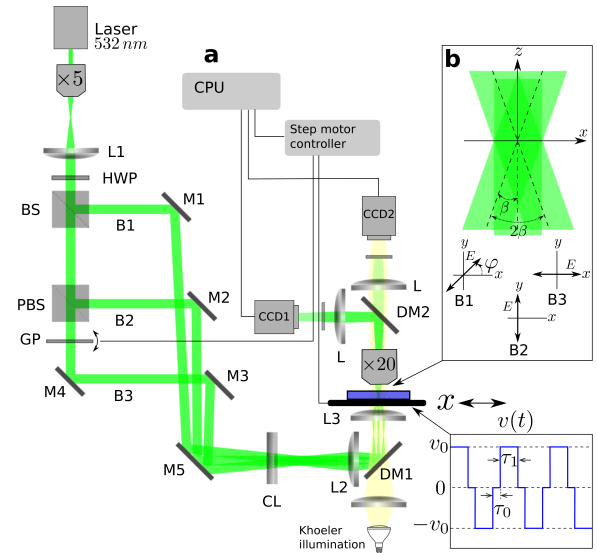 Laser
532 nm
×5
L1
HWP
BS
B1
M1
PBS
B2
M2
GP
M4
B3
M3
M5
CL
L2
DM1
Khoeler
illumination
a
CPU
Step motor
controller
CCD2
L
DM2
CCD1
L
×20
L3
x
v(t)
v₀
0
−v₀
τ₁
τ₀
b
z
x
β
2β
y
E
φ
x
B1
y
E
x
B2
y
E
x
B3